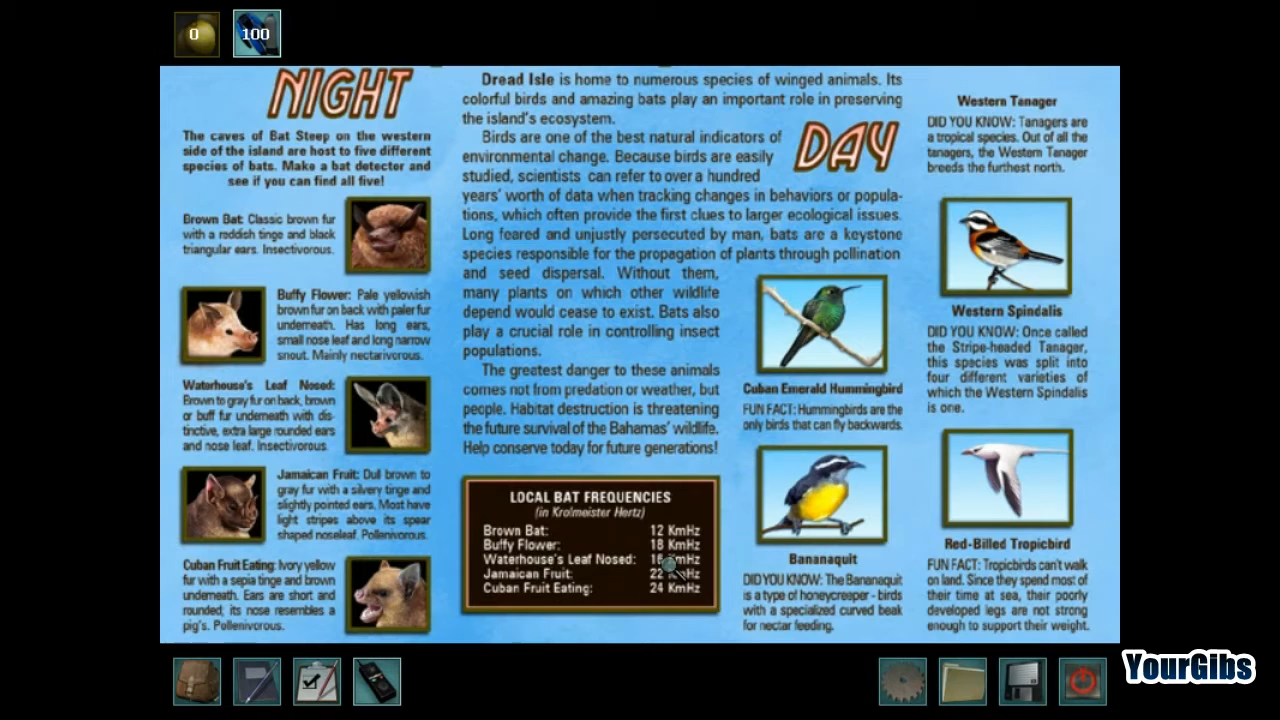 0
100
NIGHT
The caves of Bat Steep on the western
side of the island are host to five different
species of bats. Make a bat detector and
see if you can find all five!
Brown Bat: Classic brown fur
with a reddish tinge and black
triangular ears. Insectivorous.
Buffy Flower: Pale yellowish
brown fur on back with paler fur
underneath. Has long ears,
small nose leaf and long narrow
snout. Mainly nectarivorous.
Waterhouse's Leaf Nosed:
Brown to gray fur on back, brown
or buff fur underneath with dis-
tinctive, extra large rounded ears
and nose leaf. Insectivorous.
Jamaican Fruit: Dull brown to
gray fur with a silvery tinge and
slightly pointed ears. Most have
light stripes above its spear
shaped noseleaf. Pollenivorous.
Cuban Fruit Eating: Ivory yellow
fur with a sepia tinge and brown
underneath. Ears are short and
rounded; its nose resembles a
pig's. Pollenivorous.
Dread Isle is home to numerous species of winged animals. Its
colorful birds and amazing bats play an important role in preserving
the island's ecosystem.
Birds are one of the best natural indicators of
environmental change. Because birds are easily
studied, scientists can refer to over a hundred
years' worth of data when tracking changes in behaviors or popula-
tions, which often provide the first clues to larger ecological issues.
Long feared and unjustly persecuted by man, bats are a keystone
species responsible for the propagation of plants through pollination
and seed dispersal. Without them,
many plants on which other wildlife
depend would cease to exist. Bats also
play a crucial role in controlling insect
populations.
The greatest danger to these animals
comes not from predation or weather, but
people. Habitat destruction is threatening
the future survival of the Bahamas' wildlife.
Help conserve today for future generations!
LOCAL BAT FREQUENCIES
(in Krolmeister Hertz)
Brown Bat: 12 KmHz
Buffy Flower: 18 KmHz
Waterhouse's Leaf Nosed:
Jamaican Fruit: 22
Cuban Fruit Eating: 24 KmHz
DAY
Cuban Emerald Hummingbird
FUN FACT: Hummingbirds are the
only birds that can fly backwards.
Bananaquit
DID YOU KNOW: The Bananaquit
is a type of honeycreeper - birds
with a specialized curved beak
for nectar feeding.
Western Tanager
DID YOU KNOW: Tanagers are
a tropical species. Out of all the
tanagers, the Western Tanager
breeds the furthest north.
Western Spindalis
DID YOU KNOW: Once called
the Stripe-headed Tanager,
this species was split into
four different varieties of
which the Western Spindalis
is one.
Red-Billed Tropicbird
FUN FACT: Tropicbirds can't walk
on land. Since they spend most of
their time at sea, their poorly
developed legs are not strong
enough to support their weight.
YourGibs